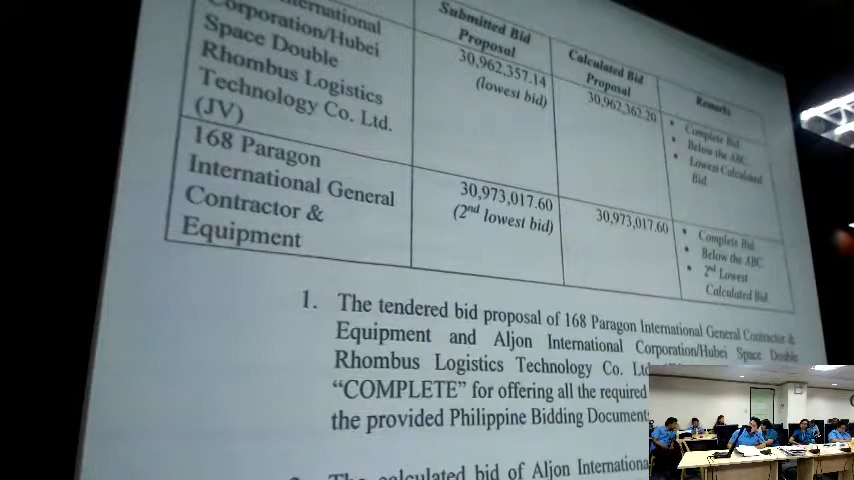 International
Corporation/Hubei
Space Double
Rhombus Logistics
Technology Co. Ltd.
(JV)
Submitted Bid
Proposal
30,962,357.14
(lowest bid)
Calculated Bid
Proposal
30,962,362.20
Remarks
• Complete Bid
• Below the ABC
• Lowest Calculated
Bid
168 Paragon
International General
Contractor &
Equipment
30,973,017.60
(2nd lowest bid)
30,973,017.60
• Complete Bid
• Below the ABC
• 2nd Lowest
Calculated Bid
1. The tendered bid proposal of 168 Paragon International General Contractor &
Equipment and Aljon International Corporation/Hubei Space Double
Rhombus Logistics Technology Co. Ltd
“COMPLETE” for offering all the required
the provided Philippine Bidding Documents
The calculated bid of Aljon Internationa